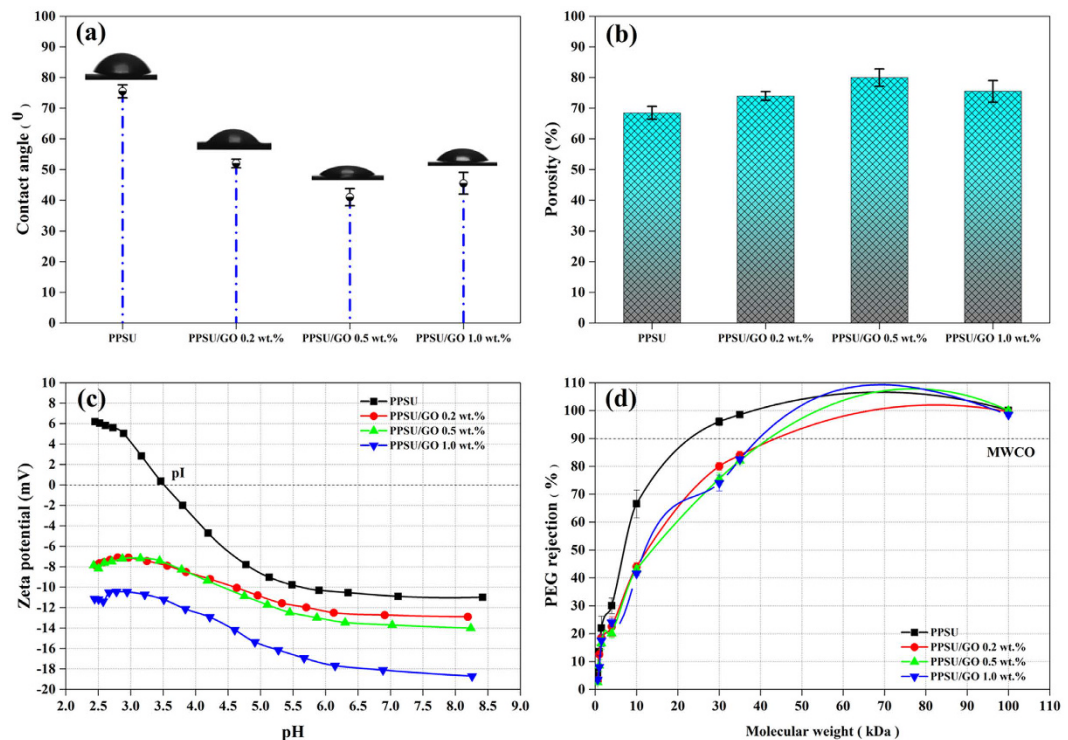 (a)
100
90
80
70
60
50
40
30
20
10
0
Contact angle ( 0 )
PPSU
PPSU/GO 0.2 wt.%
PPSU/GO 0.5 wt.%
PPSU/GO 1.0 wt.%
(b)
100
90
80
70
60
50
40
30
20
10
0
Porosity (%)
PPSU
PPSU/GO 0.2 wt.%
PPSU/GO 0.5 wt.%
PPSU/GO 1.0 wt.%
10
8
6
4
2
0
-2
-4
-6
-8
-10
-12
-14
-16
-18
-20
Zeta potential (mV)
(c)
PPSU
PPSU/GO 0.2 wt.%
PPSU/GO 0.5 wt.%
PPSU/GO 1.0 wt.%
pI
2.0 2.5 3.0 3.5 4.0 4.5 5.0 5.5 6.0 6.5 7.0 7.5 8.0 8.5
pH
110
100
90
80
70
60
50
40
30
20
10
0
PEG rejection ( % )
(d)
MWCO
PPSU
PPSU/GO 0.2 wt.%
PPSU/GO 0.5 wt.%
PPSU/GO 1.0 wt.%
0 10 20 30 40 50 60 70 80 90 100 110
Molecular weight ( kDa )